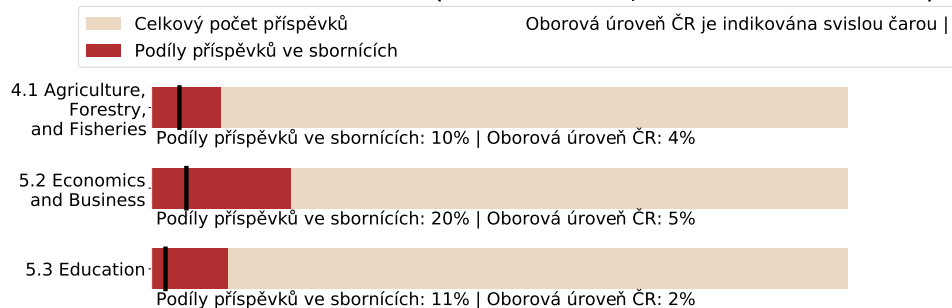 Celkový počet příspěvků
Oborová úroveň ČR je indikována svislou čarou |
Podíly příspěvků ve sbornících
4.1 Agriculture,
Forestry,
and Fisheries
Podíly příspěvků ve sbornících: 10% | Oborová úroveň ČR: 4%
5.2 Economics
and Business
Podíly příspěvků ve sbornících: 20% | Oborová úroveň ČR: 5%
5.3 Education
Podíly příspěvků ve sbornících: 11% | Oborová úroveň ČR: 2%